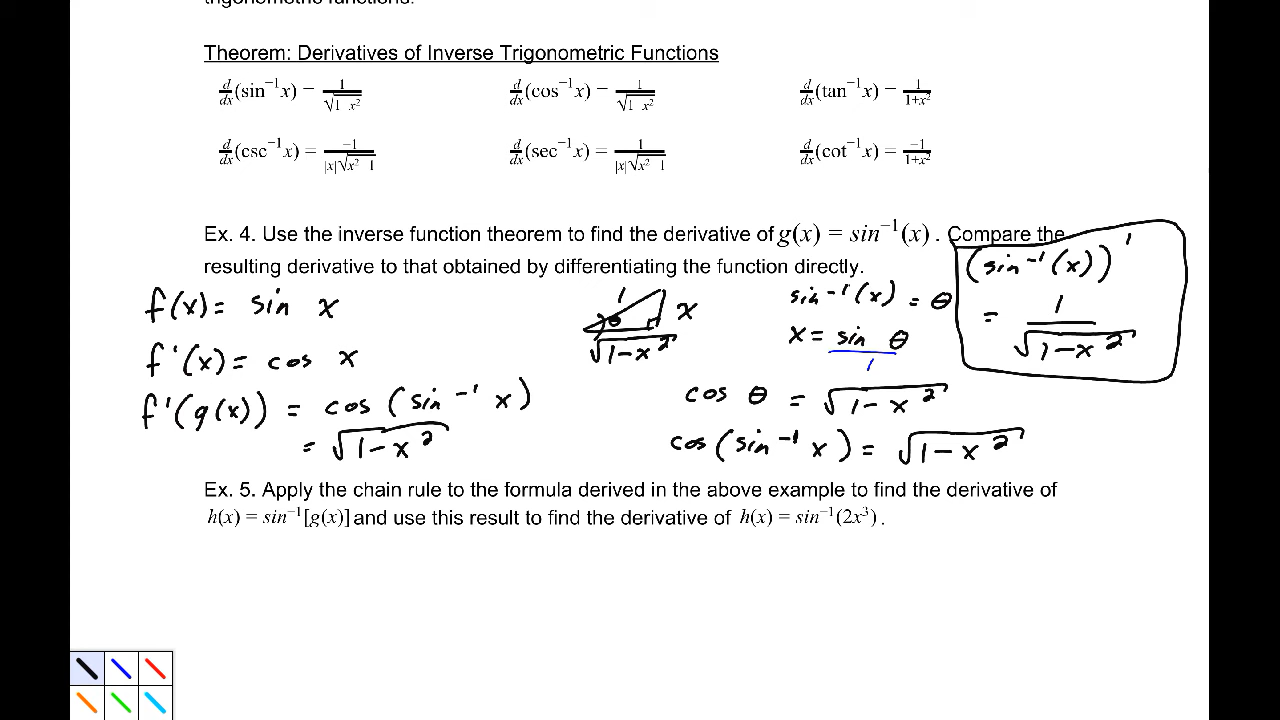 trigonometric functions.
Theorem: Derivatives of Inverse Trigonometric Functions
d/dx(sin⁻¹x) = 1/√1 x²
d/dx(cos⁻¹x) = 1/√1 x²
d/dx(tan⁻¹x) = 1/1+x²
d/dx(csc⁻¹x) = −1/|x|√x² 1
d/dx(sec⁻¹x) = 1/|x|√x² 1
d/dx(cot⁻¹x) = −1/1+x²
Ex. 4. Use the inverse function theorem to find the derivative of g(x) = sin⁻¹(x) . Compare the
resulting derivative to that obtained by differentiating the function directly.
f(x) = sin x
f'(x) = cos x
f'(g(x)) = cos (sin⁻¹ x)
= √1−x²
1
θ
x
√1−x²
sin⁻¹(x) = θ
x = sin θ
1
cos θ = √1−x²
cos(sin⁻¹ x) = √1−x²
(sin⁻¹(x))'
= 1/√1−x²
Ex. 5. Apply the chain rule to the formula derived in the above example to find the derivative of
h(x) = sin⁻¹[g(x)] and use this result to find the derivative of h(x) = sin⁻¹(2x³) .